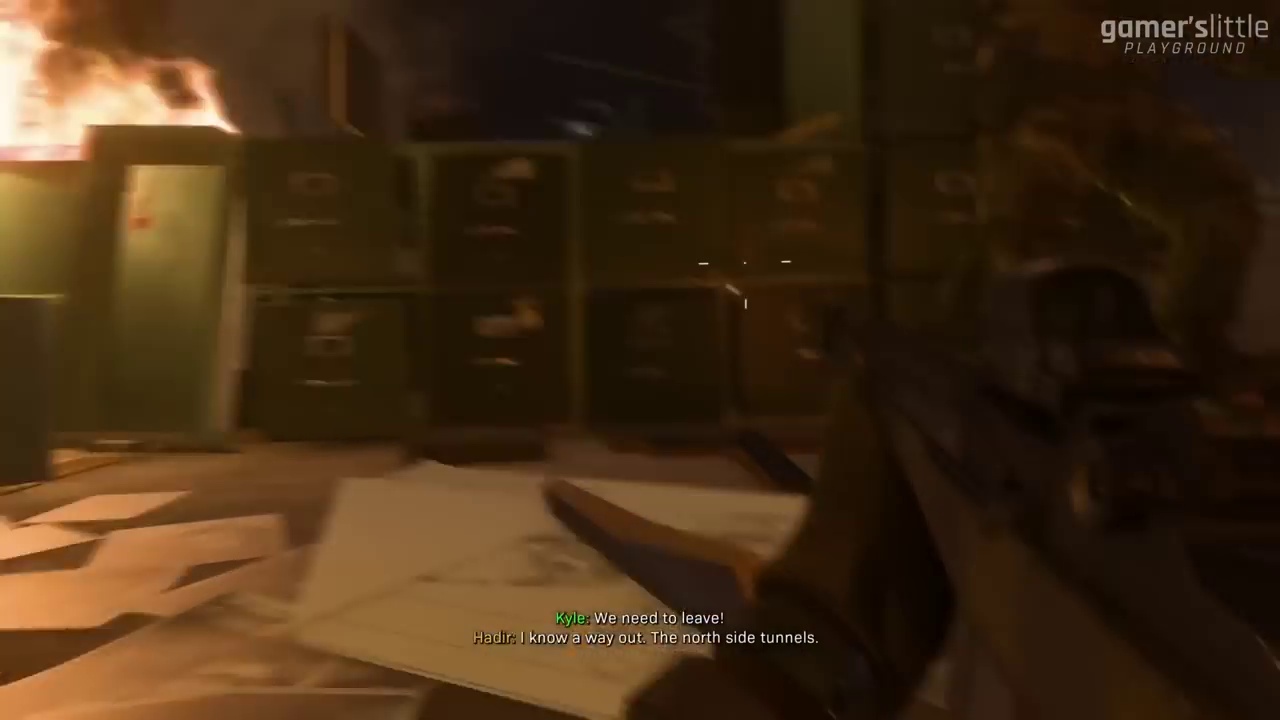 gamer'slittle
PLAYGROUND
Kyle: We need to leave!
Hadir: I know a way out. The north side tunnels.